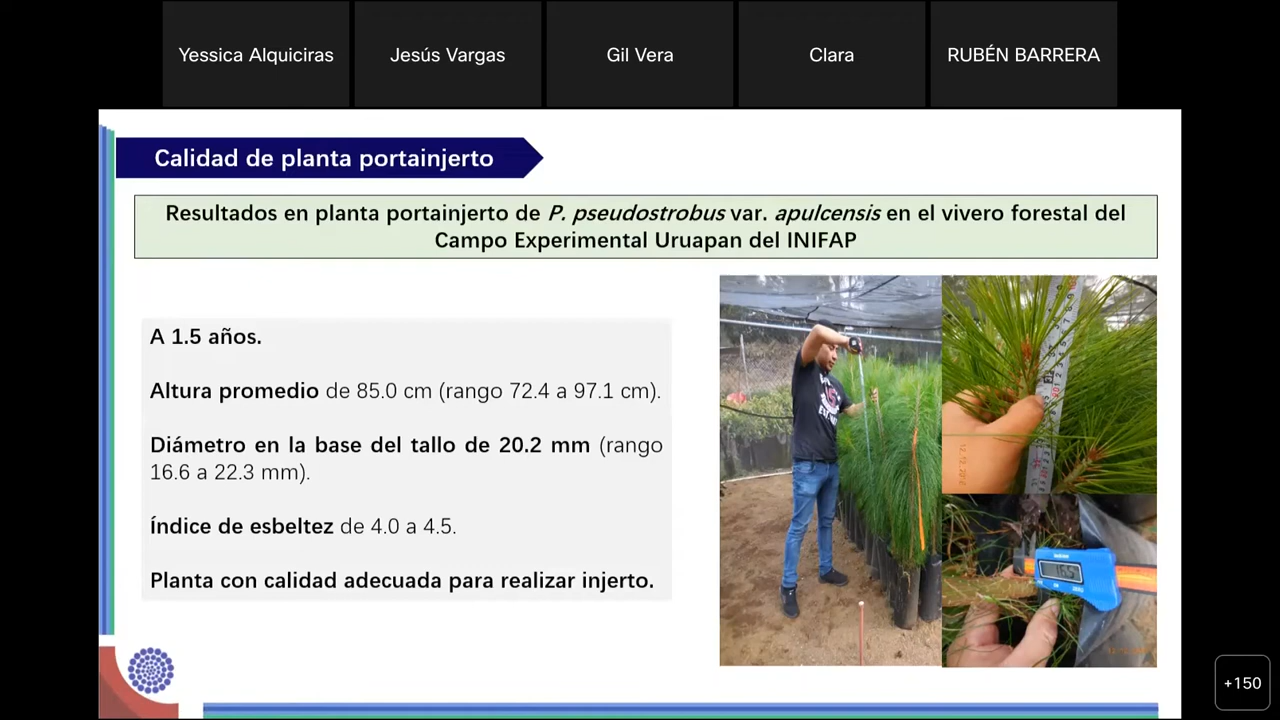 Yessica Alquiciras
Jesús Vargas
Gil Vera
Clara
RUBÉN BARRERA
Calidad de planta portainjerto
Resultados en planta portainjerto de P. pseudostrobus var. apulcensis en el vivero forestal del
Campo Experimental Uruapan del INIFAP
A 1.5 años.
Altura promedio de 85.0 cm (rango 72.4 a 97.1 cm).
Diámetro en la base del tallo de 20.2 mm (rango
16.6 a 22.3 mm).
Índice de esbeltez de 4.0 a 4.5.
Planta con calidad adecuada para realizar injerto.
+150